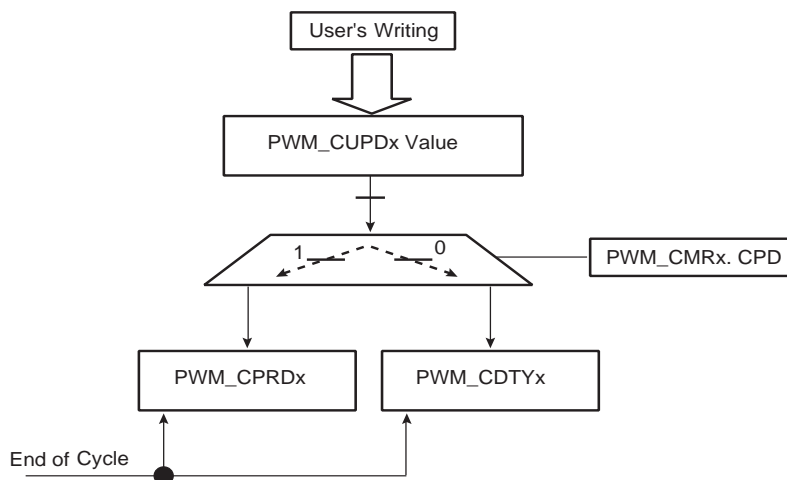 User's Writing
PWM_CUPDx Value
1
0
PWM_CMRx. CPD
PWM_CPRDx
PWM_CDTYx
End of Cycle